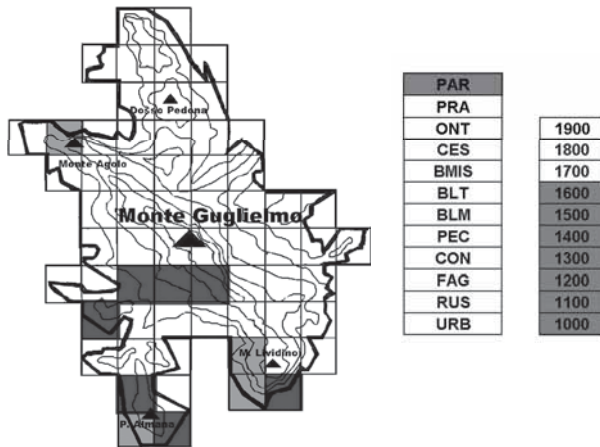 Dosso Pedona
Monte Agolo
Monte Guglielmo
M. Lividino
P. Almano
PAR
PRA
ONT
CES
BMIS
BLT
BLM
PEC
CON
FAG
RUS
URB
1900
1800
1700
1600
1500
1400
1300
1200
1100
1000